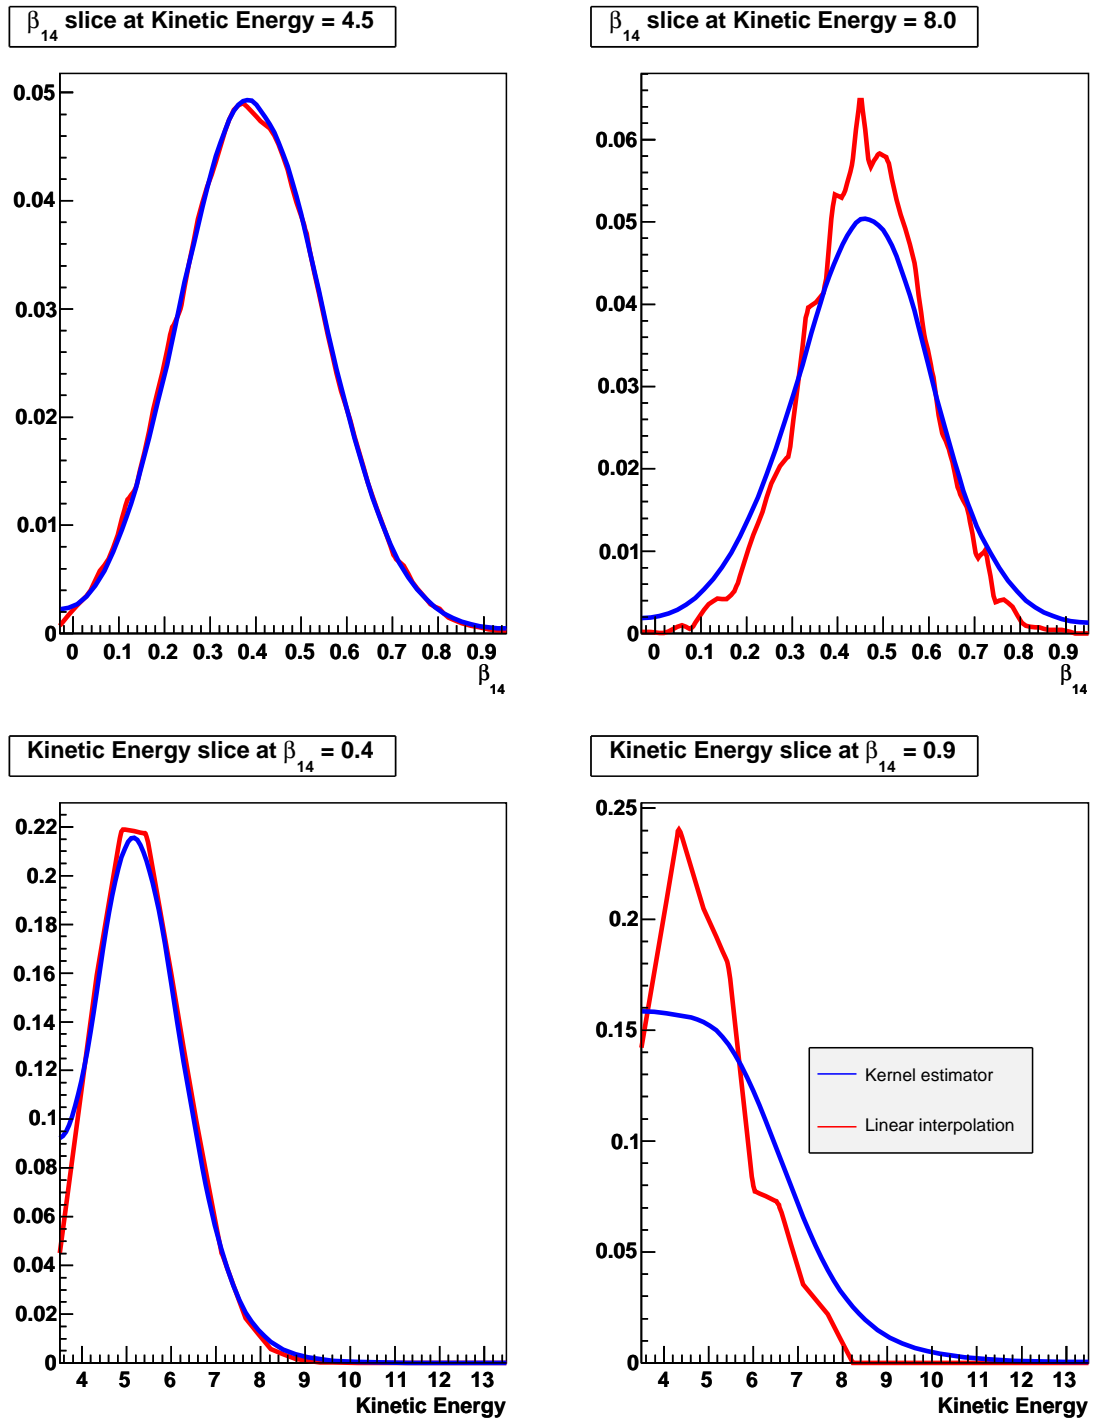 β14 slice at Kinetic Energy = 4.5
0.05
0.04
0.03
0.02
0.01
0
0 0.1 0.2 0.3 0.4 0.5 0.6 0.7 0.8 0.9
β14
β14 slice at Kinetic Energy = 8.0
0.06
0.05
0.04
0.03
0.02
0.01
0
0 0.1 0.2 0.3 0.4 0.5 0.6 0.7 0.8 0.9
β14
Kinetic Energy slice at β14 = 0.4
0.22
0.2
0.18
0.16
0.14
0.12
0.1
0.08
0.06
0.04
0.02
0
4 5 6 7 8 9 10 11 12 13
Kinetic Energy
Kinetic Energy slice at β14 = 0.9
0.25
0.2
0.15
0.1
0.05
0
Kernel estimator
Linear interpolation
4 5 6 7 8 9 10 11 12 13
Kinetic Energy